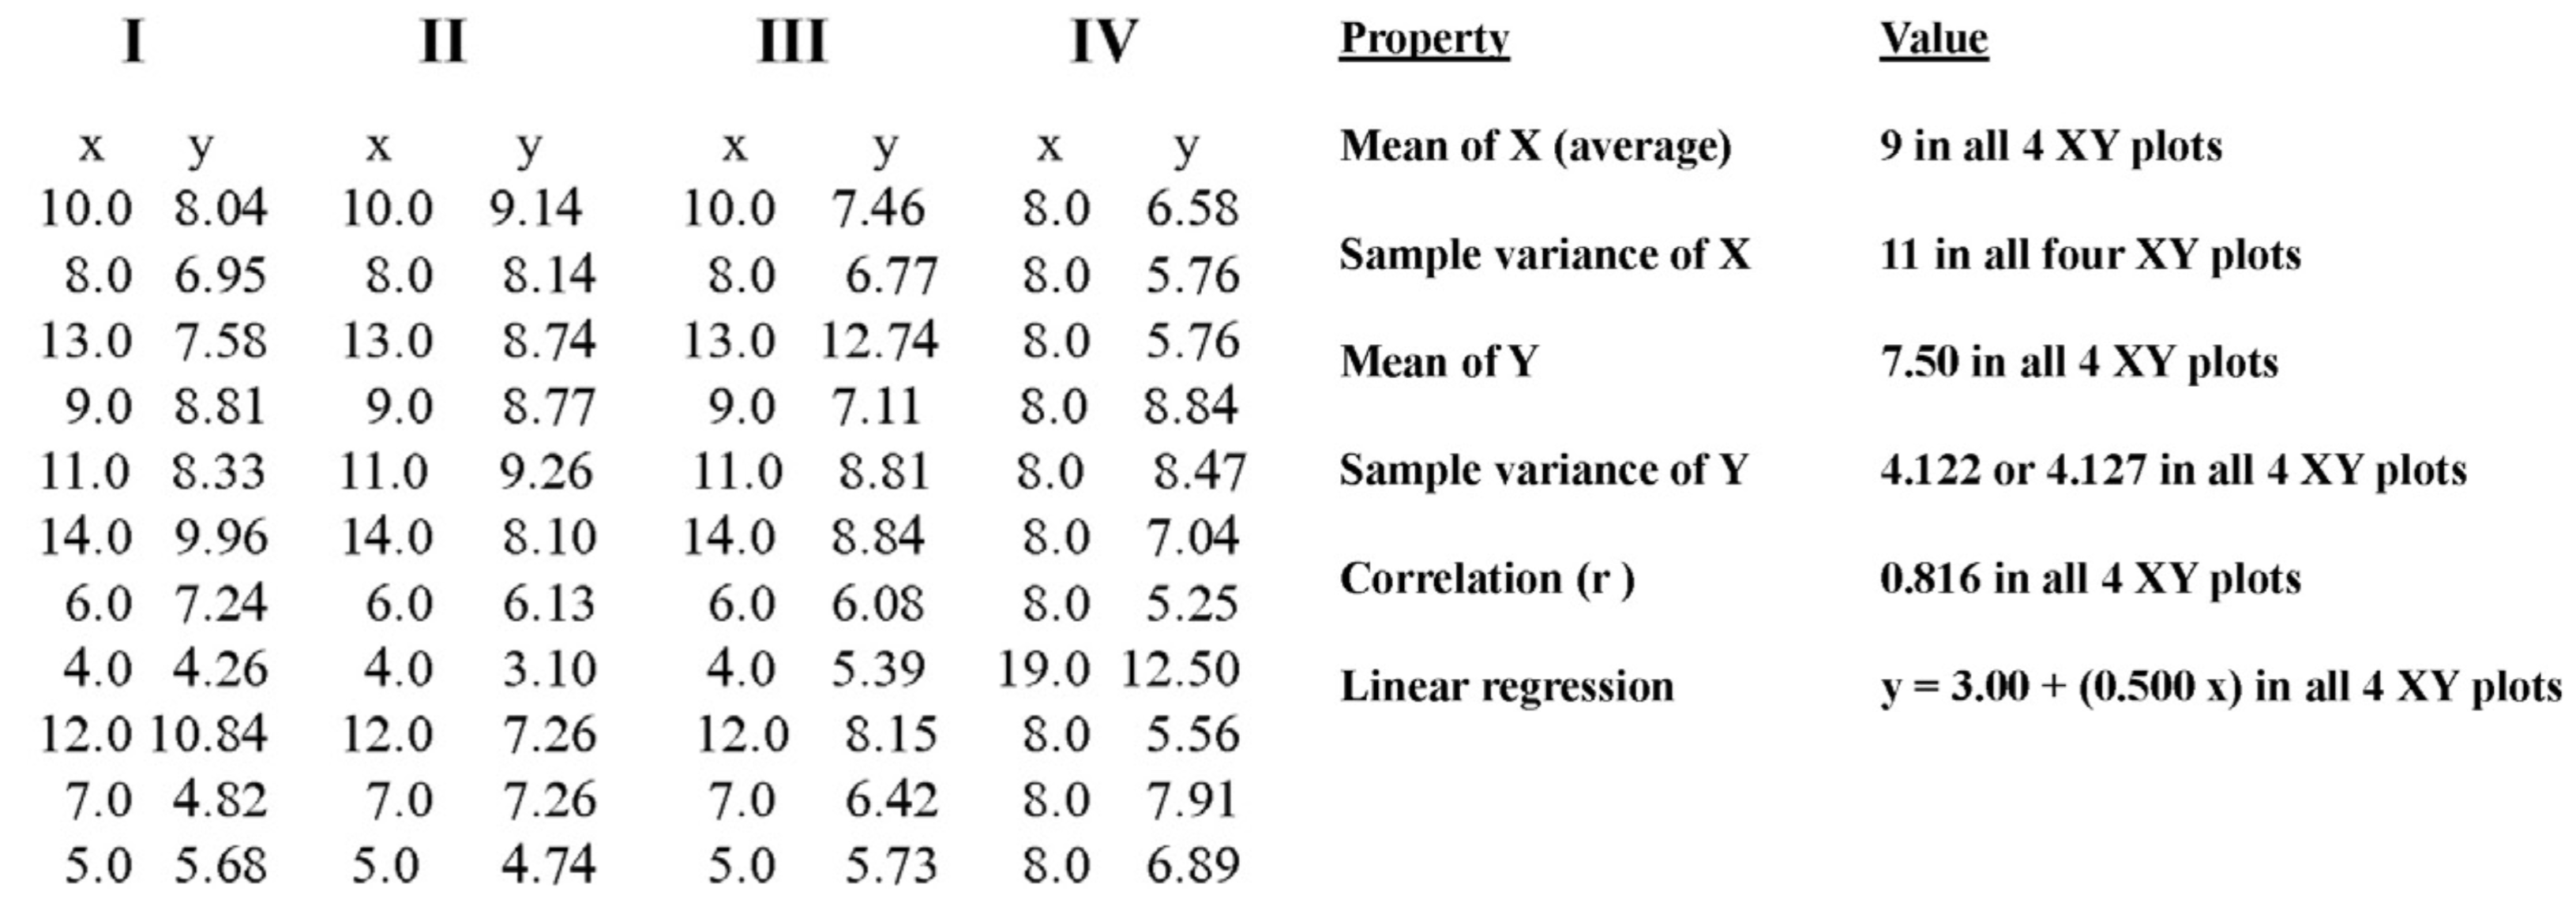 I II III IV Property Value
x y x y x y x y Mean of X (average) 9 in all 4 XY plots
10.0 8.04 10.0 9.14 10.0 7.46 8.0 6.58
8.0 6.95 8.0 8.14 8.0 6.77 8.0 5.76 Sample variance of X 11 in all four XY plots
13.0 7.58 13.0 8.74 13.0 12.74 8.0 5.76 Mean of Y 7.50 in all 4 XY plots
9.0 8.81 9.0 8.77 9.0 7.11 8.0 8.84
11.0 8.33 11.0 9.26 11.0 8.81 8.0 8.47 Sample variance of Y 4.122 or 4.127 in all 4 XY plots
14.0 9.96 14.0 8.10 14.0 8.84 8.0 7.04
6.0 7.24 6.0 6.13 6.0 6.08 8.0 5.25 Correlation (r ) 0.816 in all 4 XY plots
4.0 4.26 4.0 3.10 4.0 5.39 19.0 12.50 Linear regression y = 3.00 + (0.500 x) in all 4 XY plots
12.0 10.84 12.0 7.26 12.0 8.15 8.0 5.56
7.0 4.82 7.0 7.26 7.0 6.42 8.0 7.91
5.0 5.68 5.0 4.74 5.0 5.73 8.0 6.89